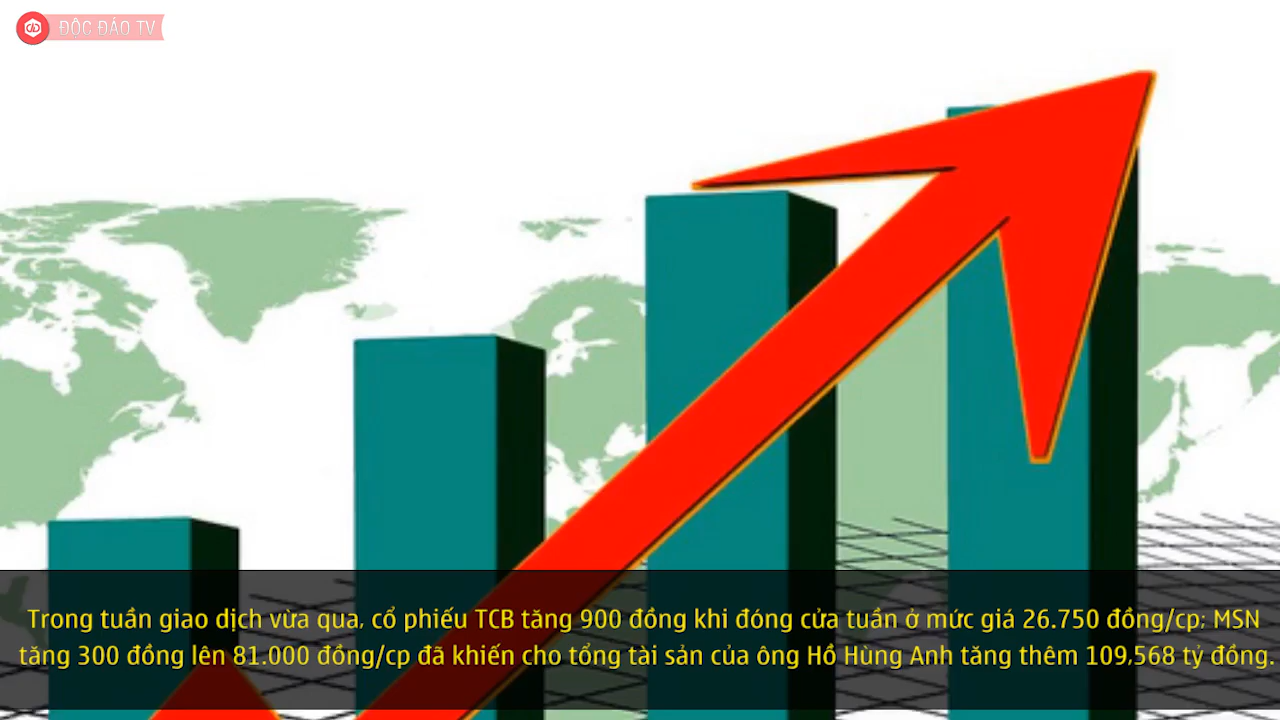 ĐỘC ĐÁO TV
Trong tuần giao dịch vừa qua, cổ phiếu TCB tăng 900 đồng khi đóng cửa tuần ở mức giá 26.750 đồng/cp; MSN
tăng 300 đồng lên 81.000 đồng/cp đã khiến cho tổng tài sản của ông Hồ Hùng Anh tăng thêm 109,568 tỷ đồng.